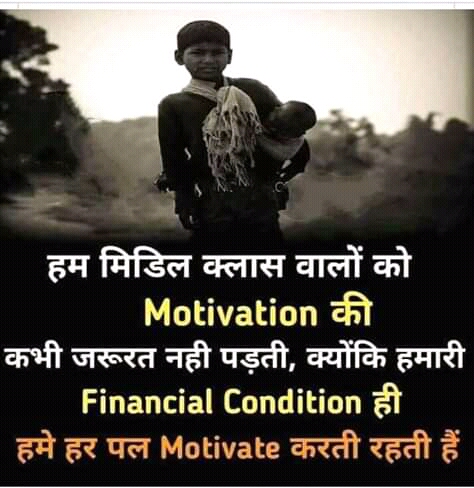 हम मिडिल क्लास वालों को
Motivation की
कभी जरूरत नही पड़ती, क्योंकि हमारी
Financial Condition ही
हमे हर पल Motivate करती रहती हैं